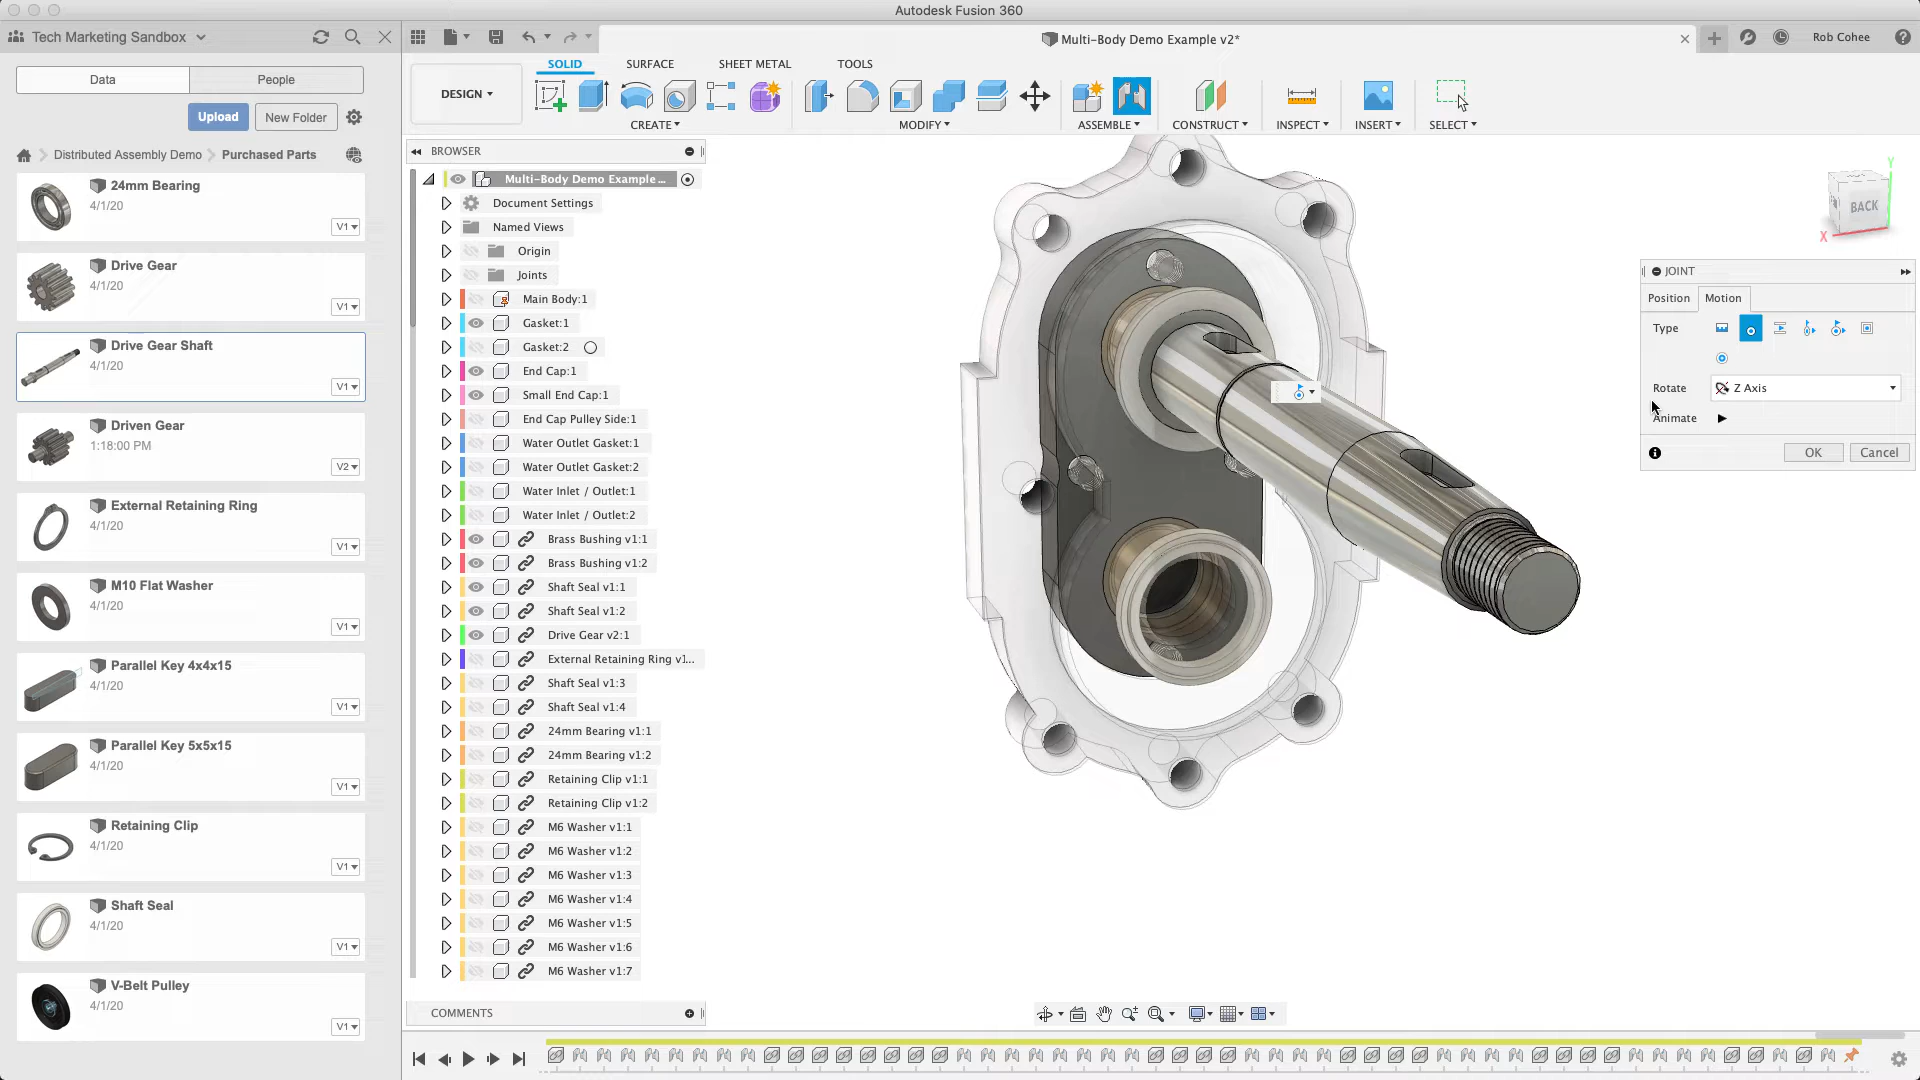 Autodesk Fusion 360
Tech Marketing Sandbox
Multi-Body Demo Example v2*
Rob Cohee
Data
People
Upload
New Folder
Distributed Assembly Demo
Purchased Parts
24mm Bearing
4/1/20
V1
Drive Gear
4/1/20
V1
Drive Gear Shaft
4/1/20
V1
Driven Gear
1:18:00 PM
V2
External Retaining Ring
4/1/20
V1
M10 Flat Washer
4/1/20
V1
Parallel Key 4x4x15
4/1/20
V1
Parallel Key 5x5x15
4/1/20
V1
Retaining Clip
4/1/20
V1
Shaft Seal
4/1/20
V1
V-Belt Pulley
4/1/20
V1
SOLID
SURFACE
SHEET METAL
TOOLS
DESIGN
CREATE
MODIFY
ASSEMBLE
CONSTRUCT
INSPECT
INSERT
SELECT
BROWSER
Multi-Body Demo Example ...
Document Settings
Named Views
Origin
Joints
Main Body:1
Gasket:1
Gasket:2
End Cap:1
Small End Cap:1
End Cap Pulley Side:1
Water Outlet Gasket:1
Water Outlet Gasket:2
Water Inlet / Outlet:1
Water Inlet / Outlet:2
Brass Bushing v1:1
Brass Bushing v1:2
Shaft Seal v1:1
Shaft Seal v1:2
Drive Gear v2:1
External Retaining Ring v1...
Shaft Seal v1:3
Shaft Seal v1:4
24mm Bearing v1:1
24mm Bearing v1:2
Retaining Clip v1:1
Retaining Clip v1:2
M6 Washer v1:1
M6 Washer v1:2
M6 Washer v1:3
M6 Washer v1:4
M6 Washer v1:5
M6 Washer v1:6
M6 Washer v1:7
COMMENTS
Y
BACK
X
JOINT
Position
Motion
Type
Rotate
Z Axis
Animate
OK
Cancel